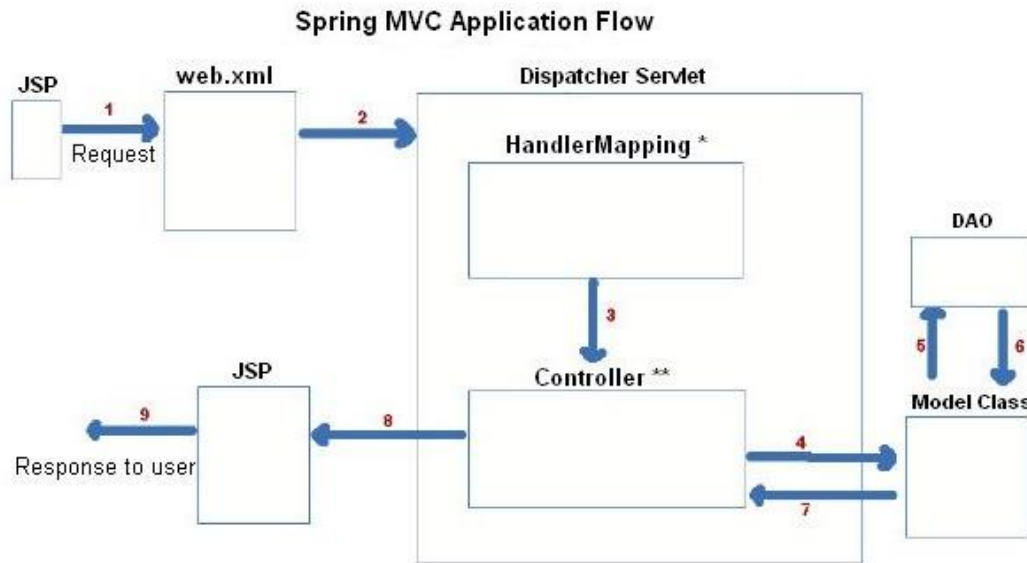 Spring MVC Application Flow
JSP
web.xml
Dispatcher Servlet
1
Request
2
HandlerMapping *
3
DAO
5
6
Model Class
Controller **
4
7
8
JSP
9
Response to user